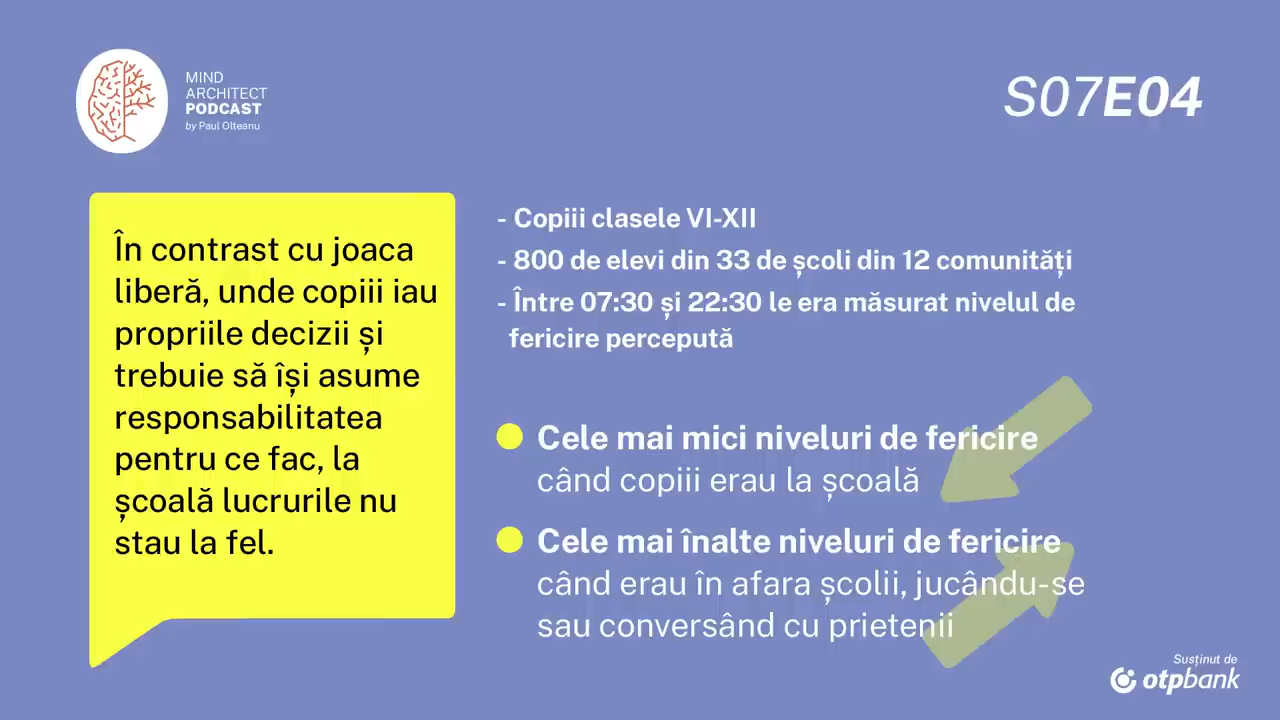 MIND
ARCHITECT
PODCAST
by Paul Olteanu
S07E04
În contrast cu joaca
liberă, unde copiii iau
propriile decizii și
trebuie să își asume
responsabilitatea
pentru ce fac, la
școală lucrurile nu
stau la fel.
- Copiii clasele VI-XII
- 800 de elevi din 33 de școli din 12 comunități
- Între 07:30 și 22:30 le era măsurat nivelul de
fericire percepută
Cele mai mici niveluri de fericire
când copiii erau la școală
Cele mai înalte niveluri de fericire
când erau în afara școlii, jucându-se
sau conversând cu prietenii
Susținut de
otpbank